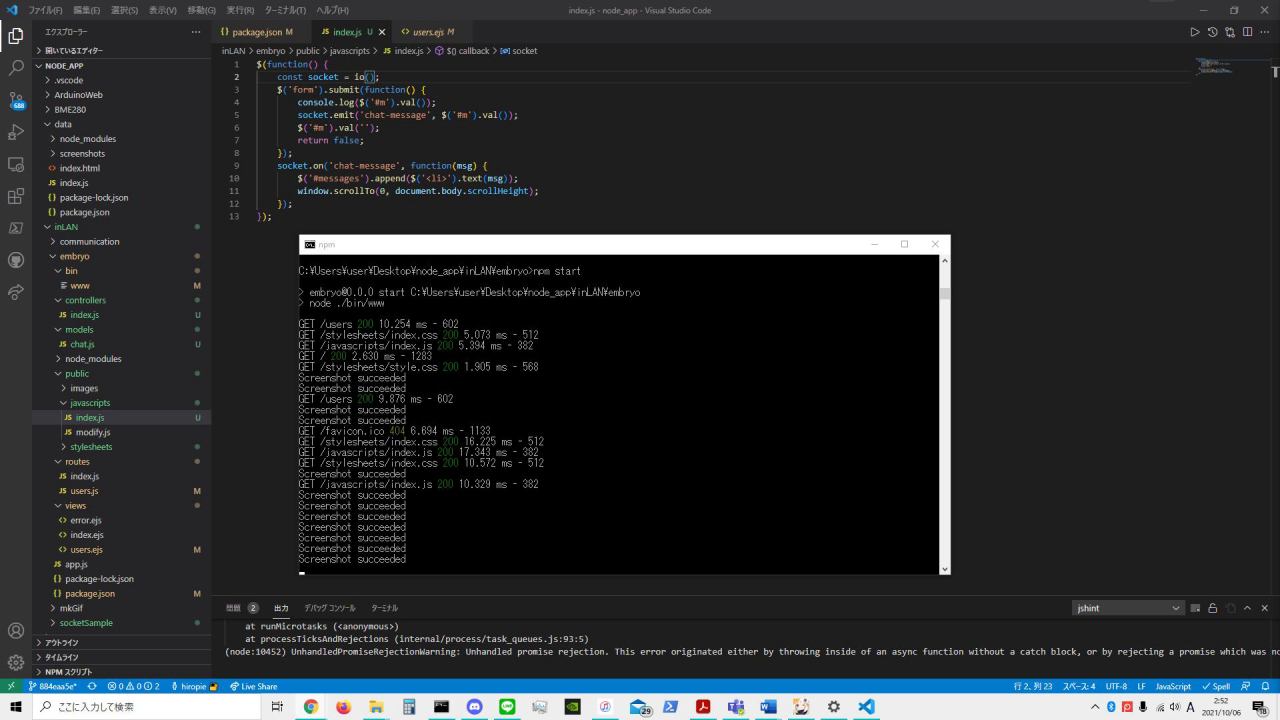 ファイル(F) 編集(E) 選択(S) 表示(V) 移動(G) 実行(R) ターミナル(T) ヘルプ(H)
index.js - node_app - Visual Studio Code
エクスプローラー
package.json M
index.js U
users.ejs M
inLAN > embryo > public > javascripts > JS index.js > $() callback > socket
開いているエディター
NODE_APP
.vscode
ArduinoWeb
BME280
data
node_modules
screenshots
index.html
JS index.js
package-lock.json
package.json
inLAN
communication
embryo
bin
www
controllers
JS index.js U
models
JS chat.js U
node_modules
public
images
javascripts
JS index.js U
JS modify.js
stylesheets
routes
JS index.js
JS users.js M
views
error.ejs
index.ejs
users.ejs M
JS app.js
package-lock.json
package.json M
mkGif
socketSample
アウトライン
タイムライン
NPM スクリプト
688
1 $(function() {
2 const socket = io();
3 $('form').submit(function() {
4 console.log($('#m').val());
5 socket.emit('chat-message', $('#m').val());
6 $('#m').val('');
7 return false;
8 });
9 socket.on('chat-message', function(msg) {
10 $('#messages').append($('<li>').text(msg));
11 window.scrollTo(0, document.body.scrollHeight);
12 });
13 });
npm
C:¥Users¥user¥Desktop¥node_app¥inLAN¥embryo>npm start
> embryo@0.0.0 start C:¥Users¥user¥Desktop¥node_app¥inLAN¥embryo
> node ./bin/www
GET /users 200 10.254 ms - 602
GET /stylesheets/index.css 200 5.073 ms - 512
GET /javascripts/index.js 200 5.394 ms - 382
GET / 200 2.630 ms - 1283
GET /stylesheets/style.css 200 1.905 ms - 568
Screenshot succeeded
Screenshot succeeded
GET /users 200 9.876 ms - 602
Screenshot succeeded
Screenshot succeeded
GET /favicon.ico 404 6.694 ms - 1133
GET /stylesheets/index.css 200 16.225 ms - 512
GET /javascripts/index.js 200 17.343 ms - 382
GET /stylesheets/index.css 200 10.572 ms - 512
Screenshot succeeded
GET /javascripts/index.js 200 10.329 ms - 382
Screenshot succeeded
Screenshot succeeded
Screenshot succeeded
Screenshot succeeded
Screenshot succeeded
Screenshot succeeded
Screenshot succeeded
問題 2 出力 デバッグ コンソール ターミナル
jshint
at runMicrotasks (<anonymous>)
at processTicksAndRejections (internal/process/task_queues.js:93:5)
(node:10452) UnhandledPromiseRejectionWarning: Unhandled promise rejection. This error originated either by throwing inside of an async function without a catch block, or by rejecting a promise which was no
884eaa5e* 0 0 2 hiropie Live Share
行 2、列 23 スペース: 4 UTF-8 LF JavaScript Spell
ここに入力して検索
29
A
2:52
2021/10/06
18